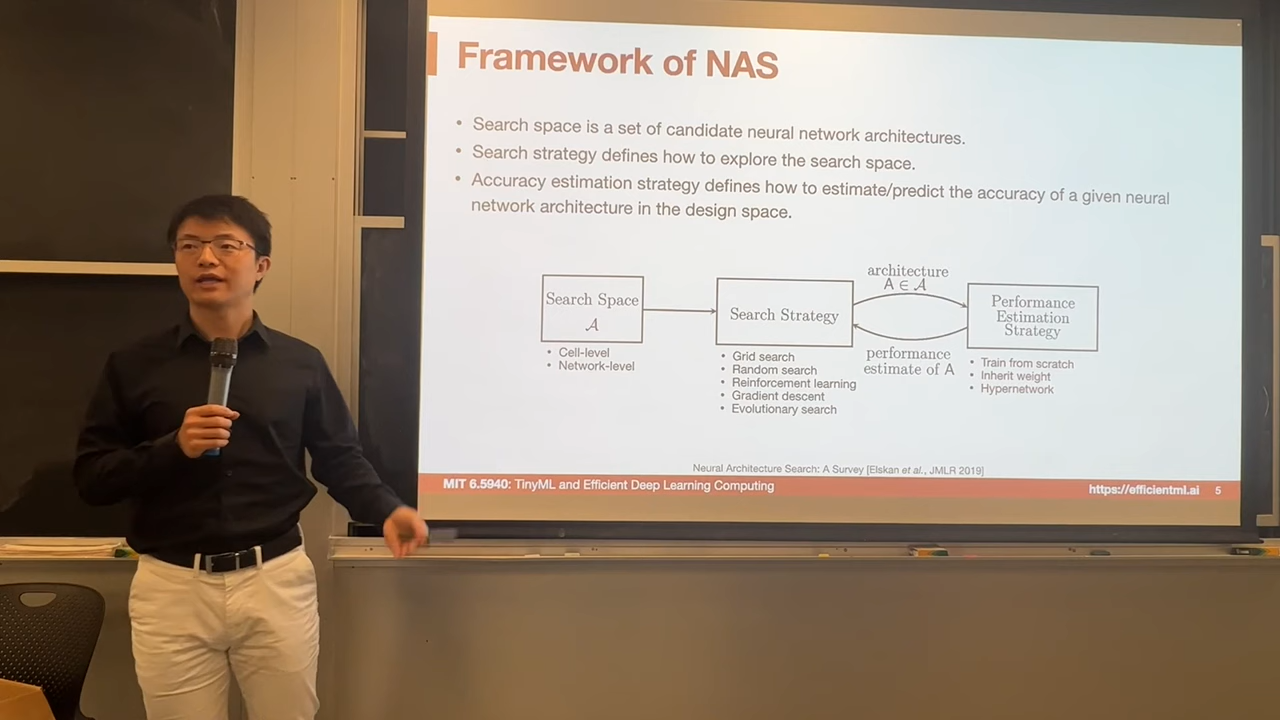 Framework of NAS
• Search space is a set of candidate neural network architectures.
• Search strategy defines how to explore the search space.
• Accuracy estimation strategy defines how to estimate/predict the accuracy of a given neural
network architecture in the design space.
Search Space
𝒜
• Cell-level
• Network-level
Search Strategy
• Grid search
• Random search
• Reinforcement learning
• Gradient descent
• Evolutionary search
architecture
A ∈ 𝒜
performance
estimate of A
Performance
Estimation
Strategy
• Train from scratch
• Inherit weight
• Hypernetwork
Neural Architecture Search: A Survey [Elskan et al., JMLR 2019]
MIT 6.5940: TinyML and Efficient Deep Learning Computing
https://efficientml.ai 5